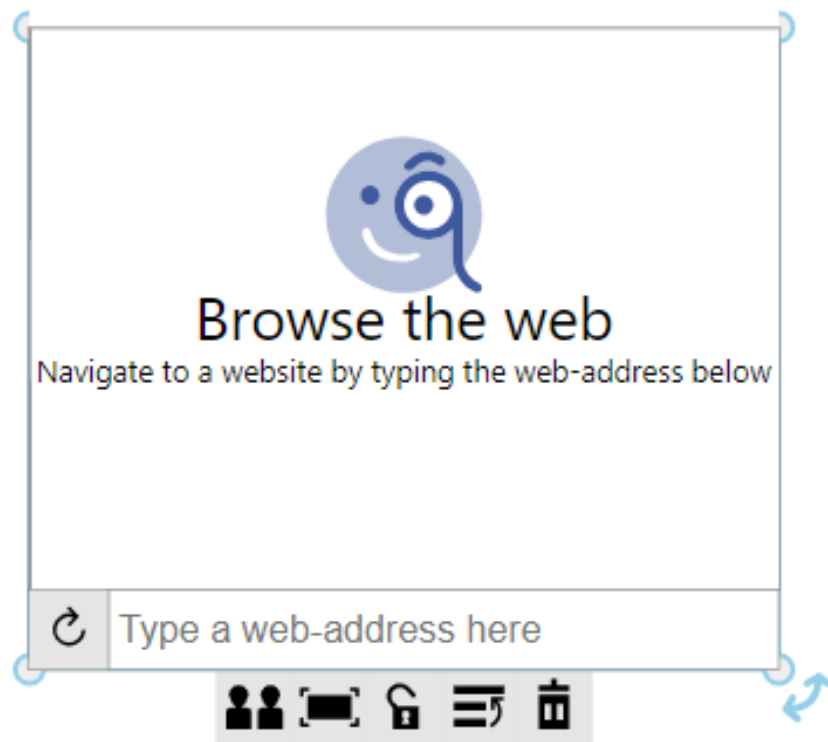 Browse the web
Navigate to a website by typing the web-address below
Type a web-address here